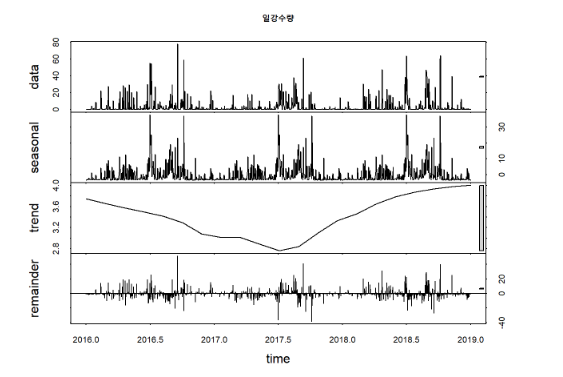 일강수량
data
0 20 40 60 80
seasonal
0 10 30
trend
2.8 3.2 3.6 4.0
remainder
-40 0 20
2016.0 2016.5 2017.0 2017.5 2018.0 2018.5 2019.0
time